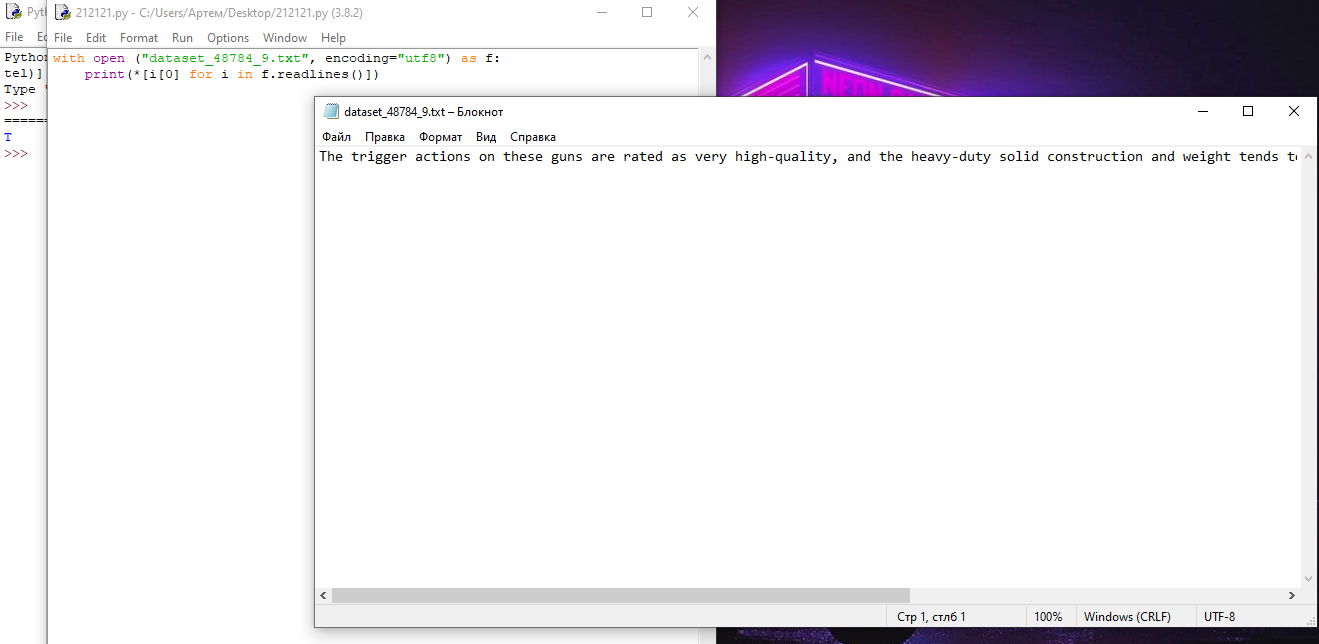 Pyth
212121.py - C:/Users/Артем/Desktop/212121.py (3.8.2)
File
File Edit Format Run Options Window Help
Python
tel)]
Type "
>>>
======
T
>>>
with open ("dataset_48784_9.txt", encoding="utf8") as f:
print(*[i[0] for i in f.readlines()])
NEON
dataset_48784_9.txt – Блокнот
Файл Правка Формат Вид Справка
The trigger actions on these guns are rated as very high-quality, and the heavy-duty solid construction and weight tends to
Стр 1, стлб 1 100% Windows (CRLF) UTF-8